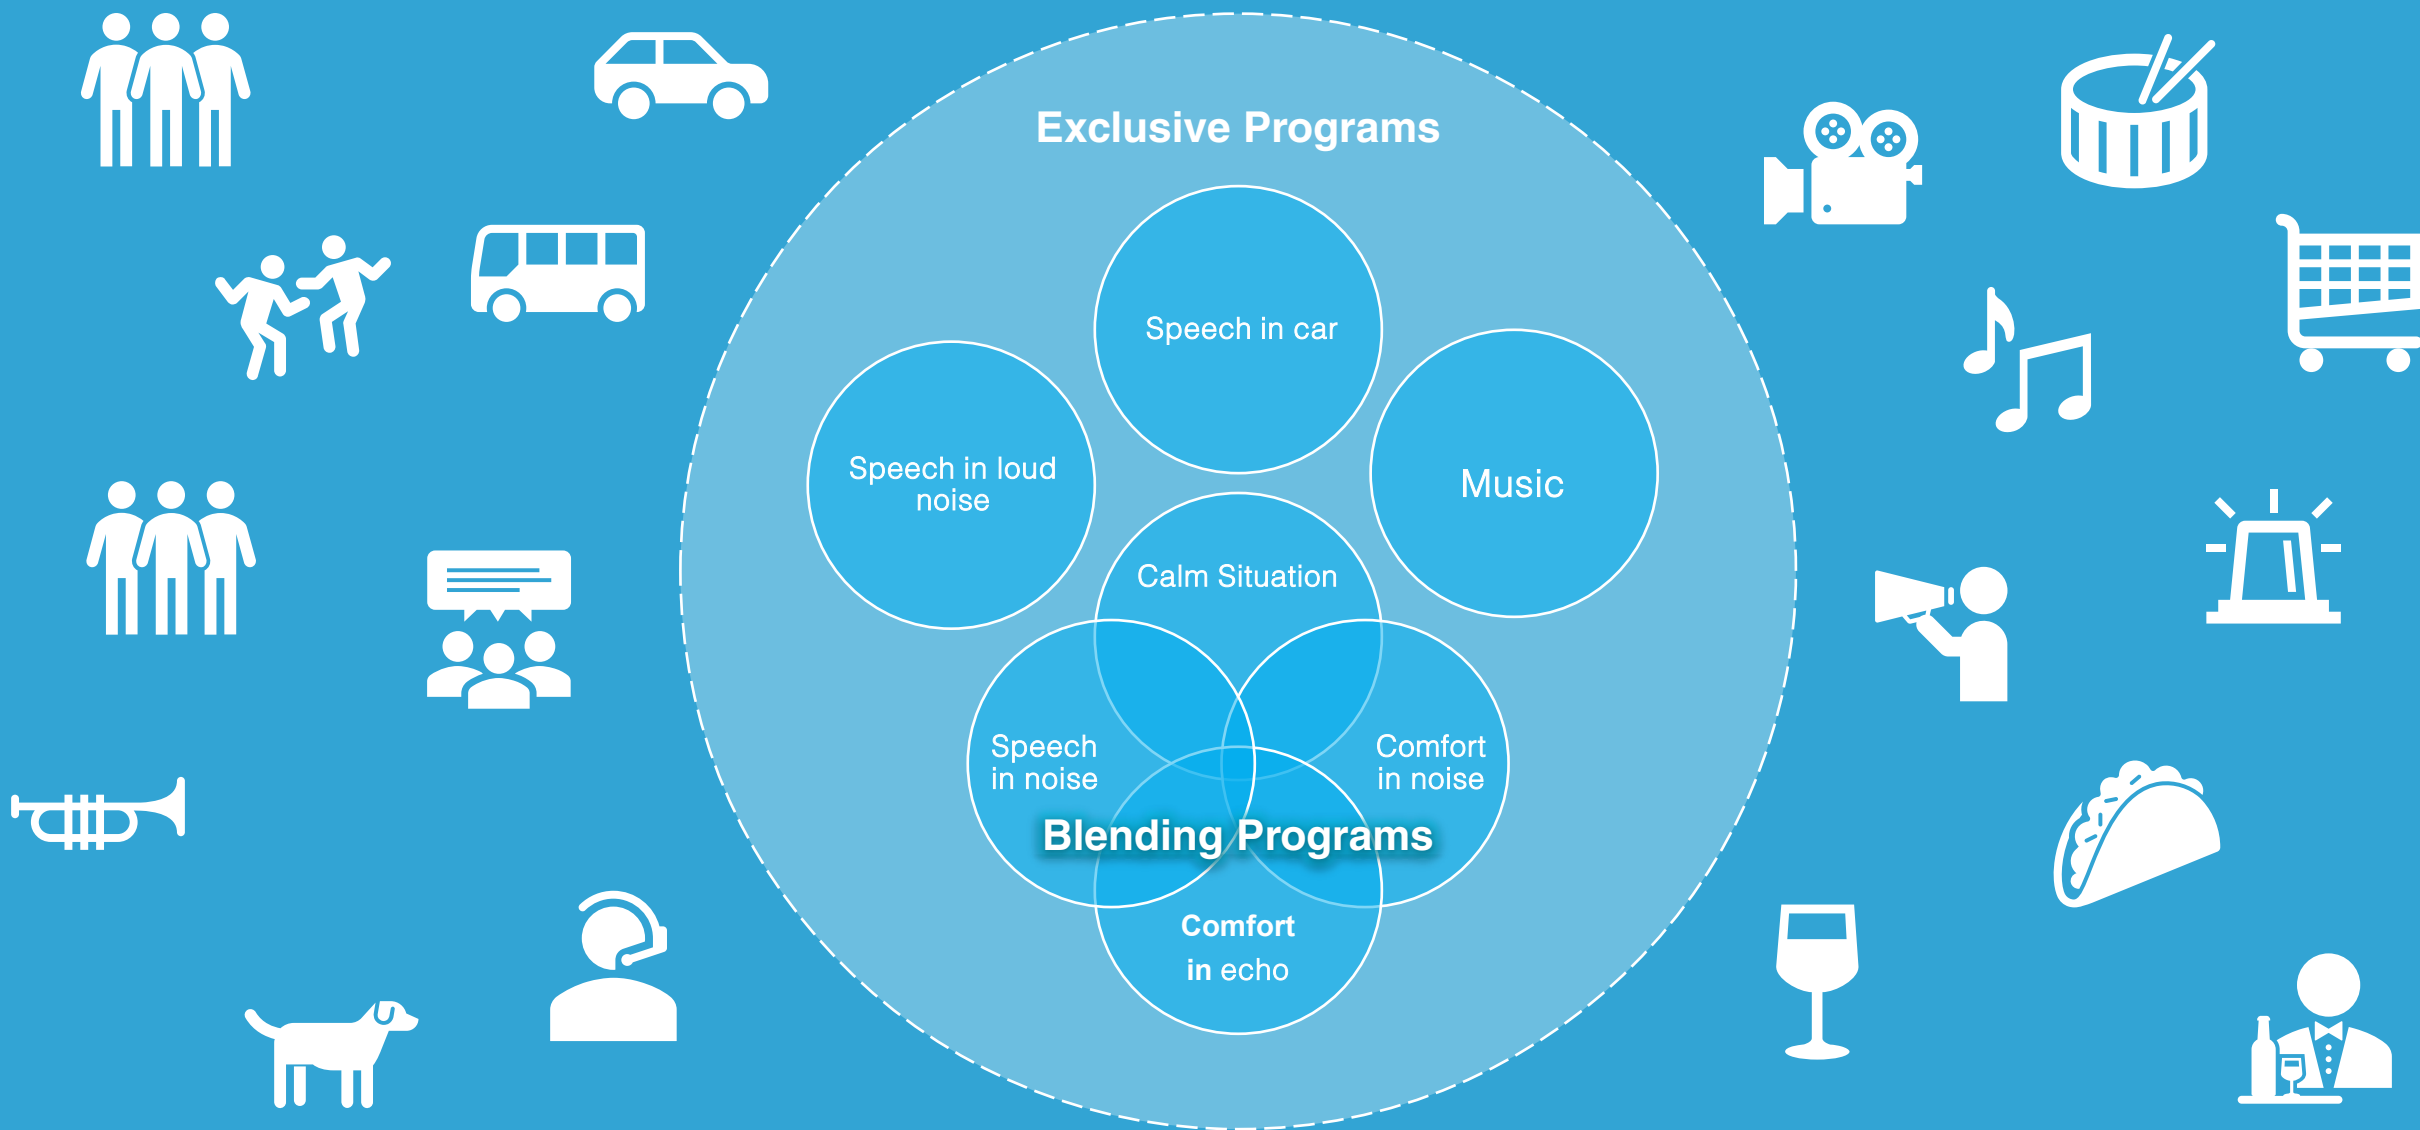 Exclusive Programs
Speech in car
Speech in loud
noise
Music
Calm Situation
Speech
in noise
Comfort
in noise
Blending Programs
Comfort
in echo